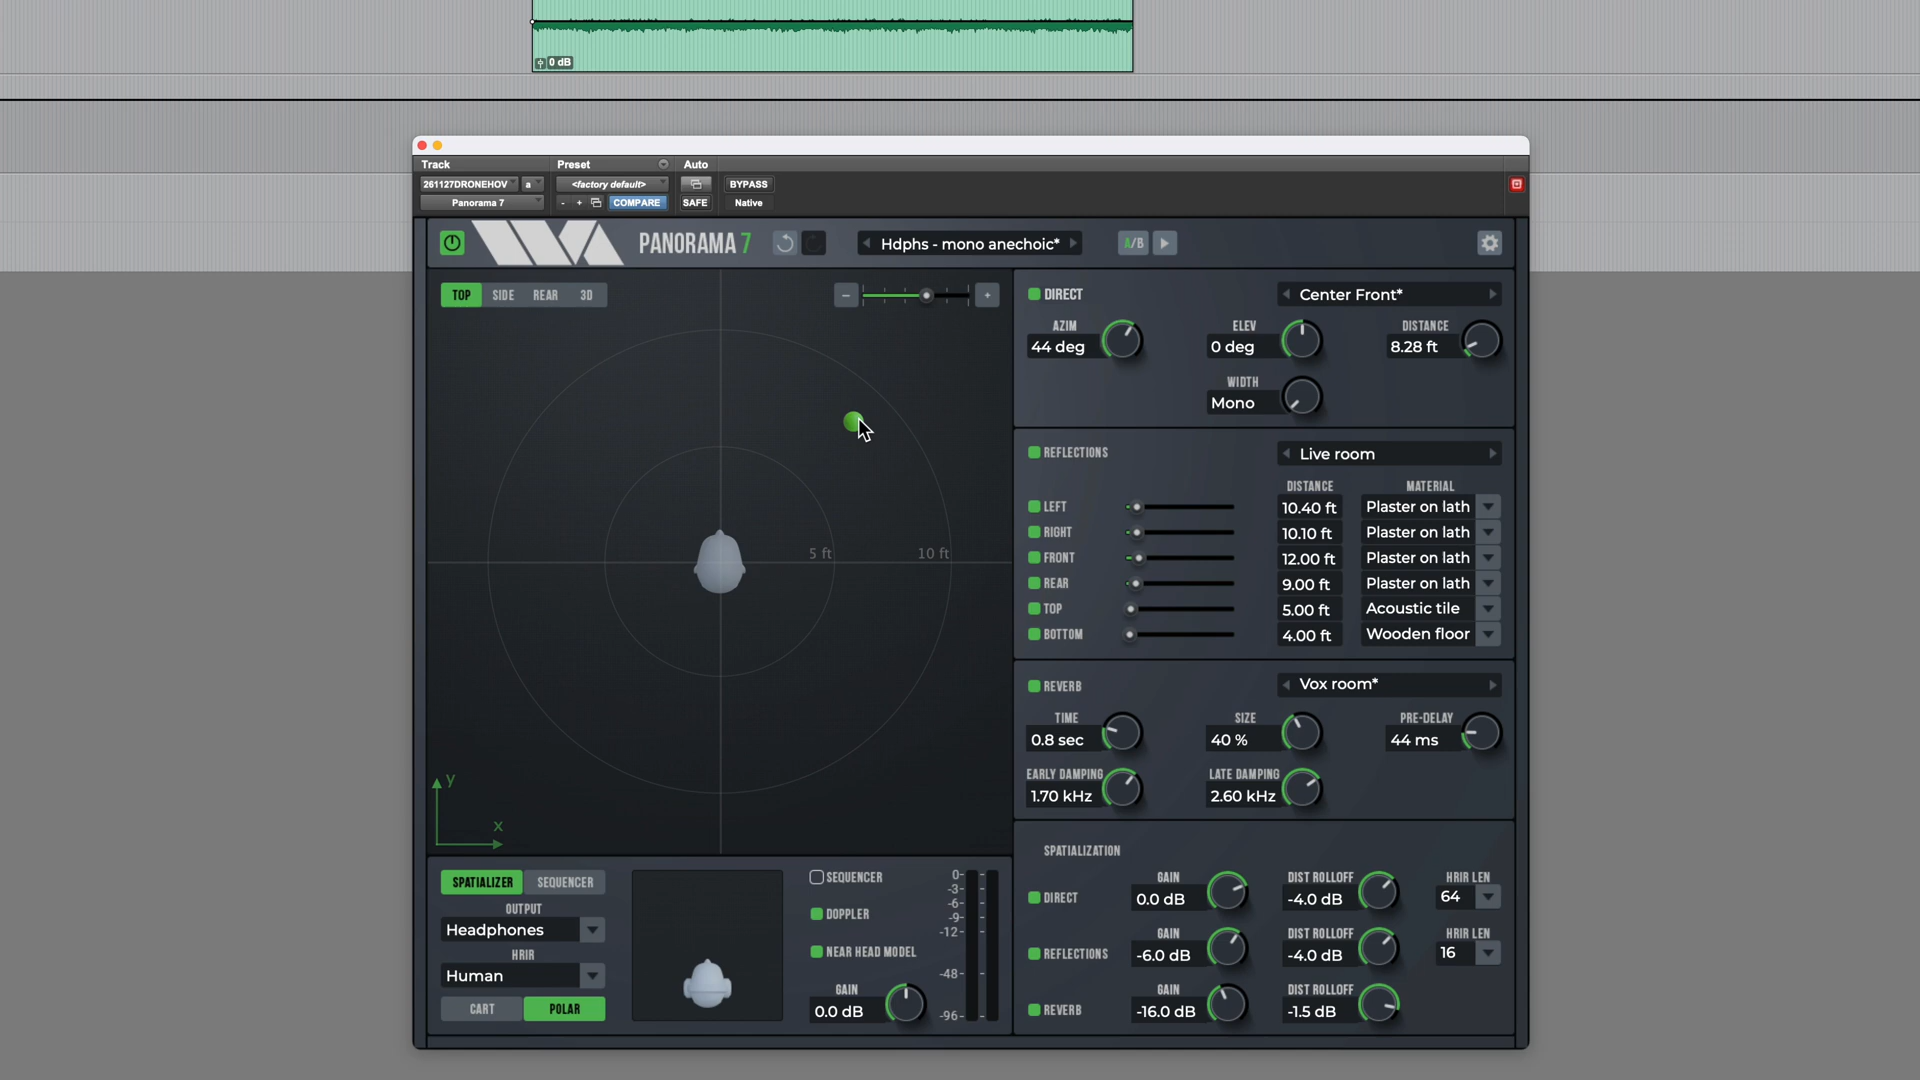 0 dB
Track
Preset
Auto
261127DRONEHOV
a
<factory default>
BYPASS
Panorama 7
- +
COMPARE
SAFE
Native
PANORAMA 7
Hdphs - mono anechoic*
A/B
TOP SIDE REAR 3D
- +
5 ft
10 ft
y
x
DIRECT
Center Front*
AZIM
44 deg
ELEV
0 deg
DISTANCE
8.28 ft
WIDTH
Mono
REFLECTIONS
Live room
DISTANCE MATERIAL
LEFT 10.40 ft Plaster on lath
RIGHT 10.10 ft Plaster on lath
FRONT 12.00 ft Plaster on lath
REAR 9.00 ft Plaster on lath
TOP 5.00 ft Acoustic tile
BOTTOM 4.00 ft Wooden floor
REVERB
Vox room*
TIME
0.8 sec
SIZE
40 %
PRE-DELAY
44 ms
EARLY DAMPING
1.70 kHz
LATE DAMPING
2.60 kHz
SPATIALIZER SEQUENCER
OUTPUT
Headphones
HRIR
Human
CART POLAR
SEQUENCER
DOPPLER
NEAR HEAD MODEL
GAIN
0.0 dB
0-
-3-
-6-
-9-
-12-
-48-
-96-
SPATIALIZATION
DIRECT
GAIN
0.0 dB
DIST ROLLOFF
-4.0 dB
HRIR LEN
64
REFLECTIONS
GAIN
-6.0 dB
DIST ROLLOFF
-4.0 dB
HRIR LEN
16
REVERB
GAIN
-16.0 dB
DIST ROLLOFF
-1.5 dB